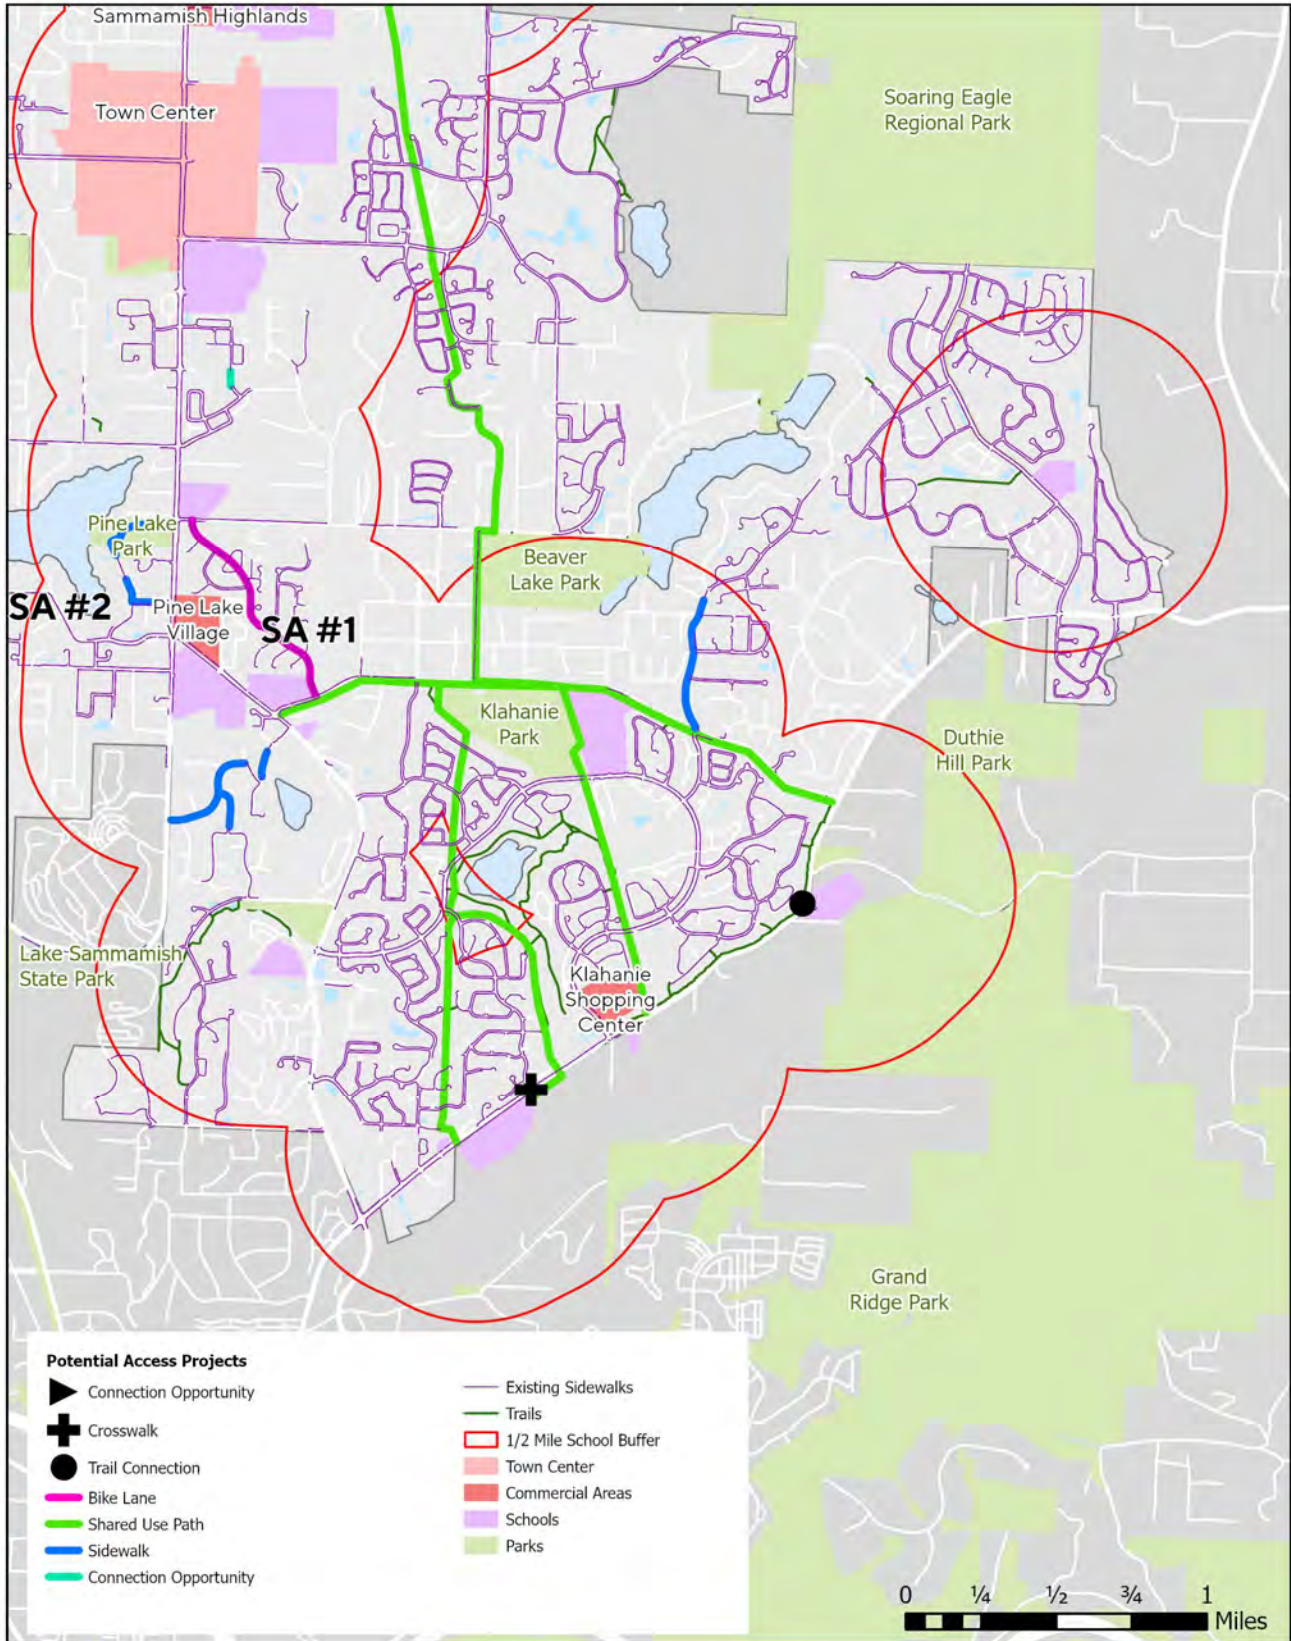 Sammamish Highlands
Town Center
Soaring Eagle
Regional Park
Pine Lake
Park
Beaver
Lake Park
SA #2
Pine Lake
Village
SA #1
Klahanie
Park
Duthie
Hill Park
Lake Sammamish
State Park
Klahanie
Shopping
Center
Grand
Ridge Park
Potential Access Projects
Connection Opportunity
Crosswalk
Trail Connection
Bike Lane
Shared Use Path
Sidewalk
Connection Opportunity
Existing Sidewalks
Trails
1/2 Mile School Buffer
Town Center
Commercial Areas
Schools
Parks
0 ¼ ½ ¾ 1
Miles